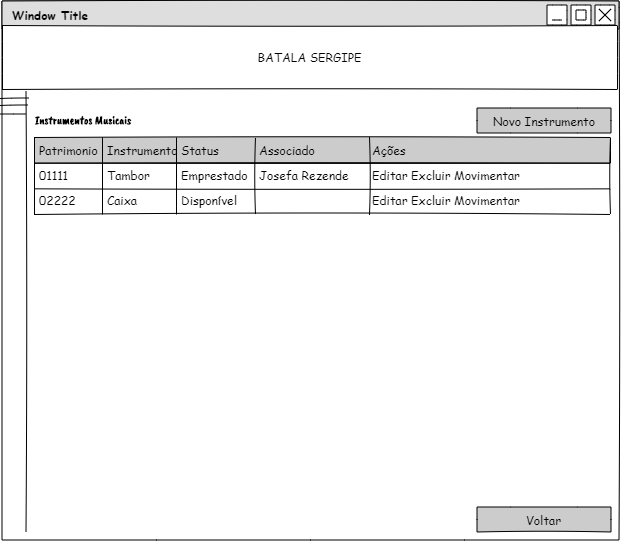 Window Title
BATALA SERGIPE
Instrumentos Musicais
Novo Instrumento
Patrimonio Instrumento Status Associado Ações
01111 Tambor Emprestado Josefa Rezende Editar Excluir Movimentar
02222 Caixa Disponível Editar Excluir Movimentar
Voltar